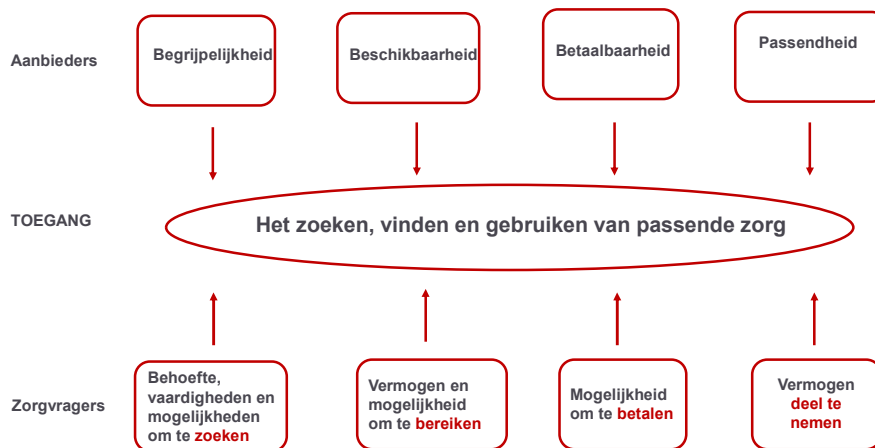 Aanbieders
Begrijpelijkheid
Beschikbaarheid
Betaalbaarheid
Passendheid
TOEGANG
Het zoeken, vinden en gebruiken van passende zorg
Zorgvragers
Behoefte,
vaardigheden en
mogelijkheden
om te zoeken
Vermogen en
mogelijkheid
om te bereiken
Mogelijkheid
om te betalen
Vermogen
deel te
nemen